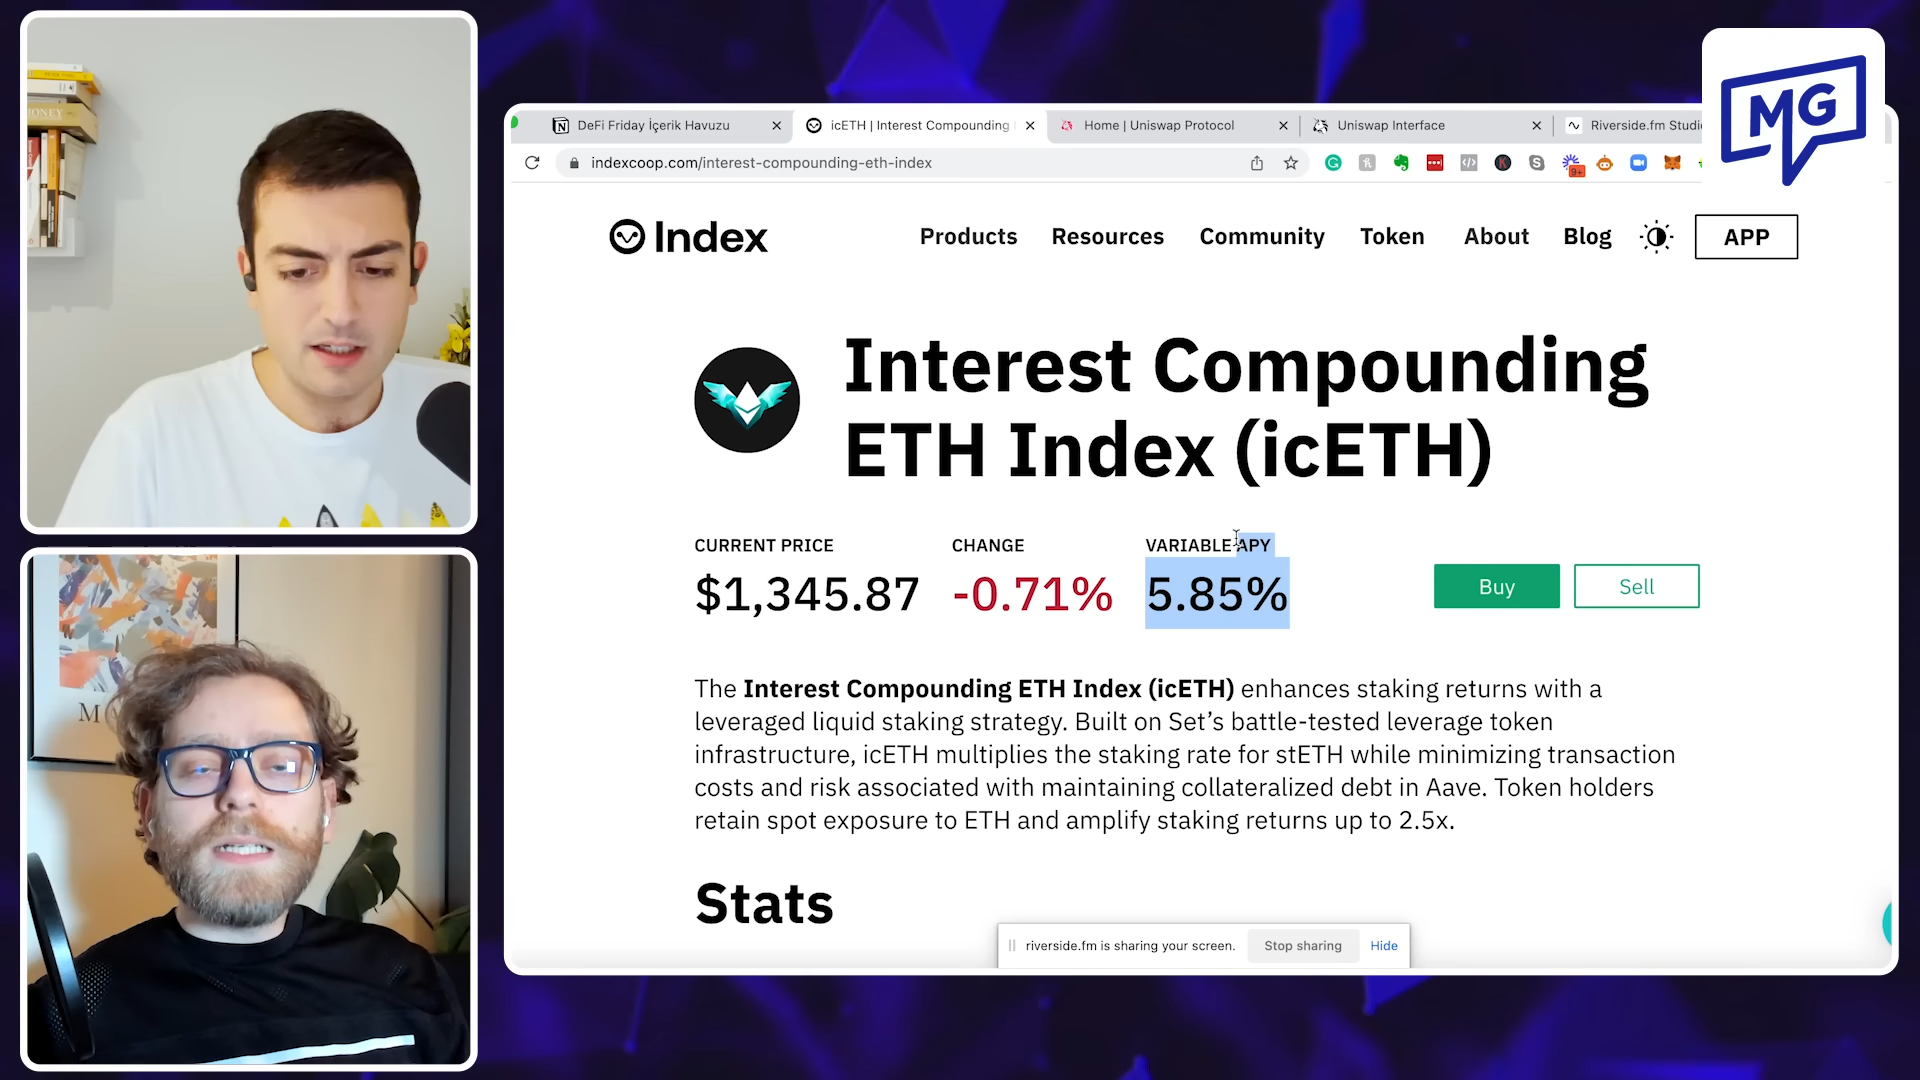 MONEY
M
MG
DeFi Friday İçerik Havuzu
icETH | Interest Compounding
Home | Uniswap Protocol
Uniswap Interface
Riverside.fm Studi
indexcoop.com/interest-compounding-eth-index
9+
Index
Products
Resources
Community
Token
About
Blog
APP
Interest Compounding
ETH Index (icETH)
CURRENT PRICE
CHANGE
VARIABLE APY
$1,345.87
-0.71%
5.85%
Buy
Sell
The Interest Compounding ETH Index (icETH) enhances staking returns with a
leveraged liquid staking strategy. Built on Set’s battle-tested leverage token
infrastructure, icETH multiplies the staking rate for stETH while minimizing transaction
costs and risk associated with maintaining collateralized debt in Aave. Token holders
retain spot exposure to ETH and amplify staking returns up to 2.5x.
Stats
riverside.fm is sharing your screen.
Stop sharing
Hide